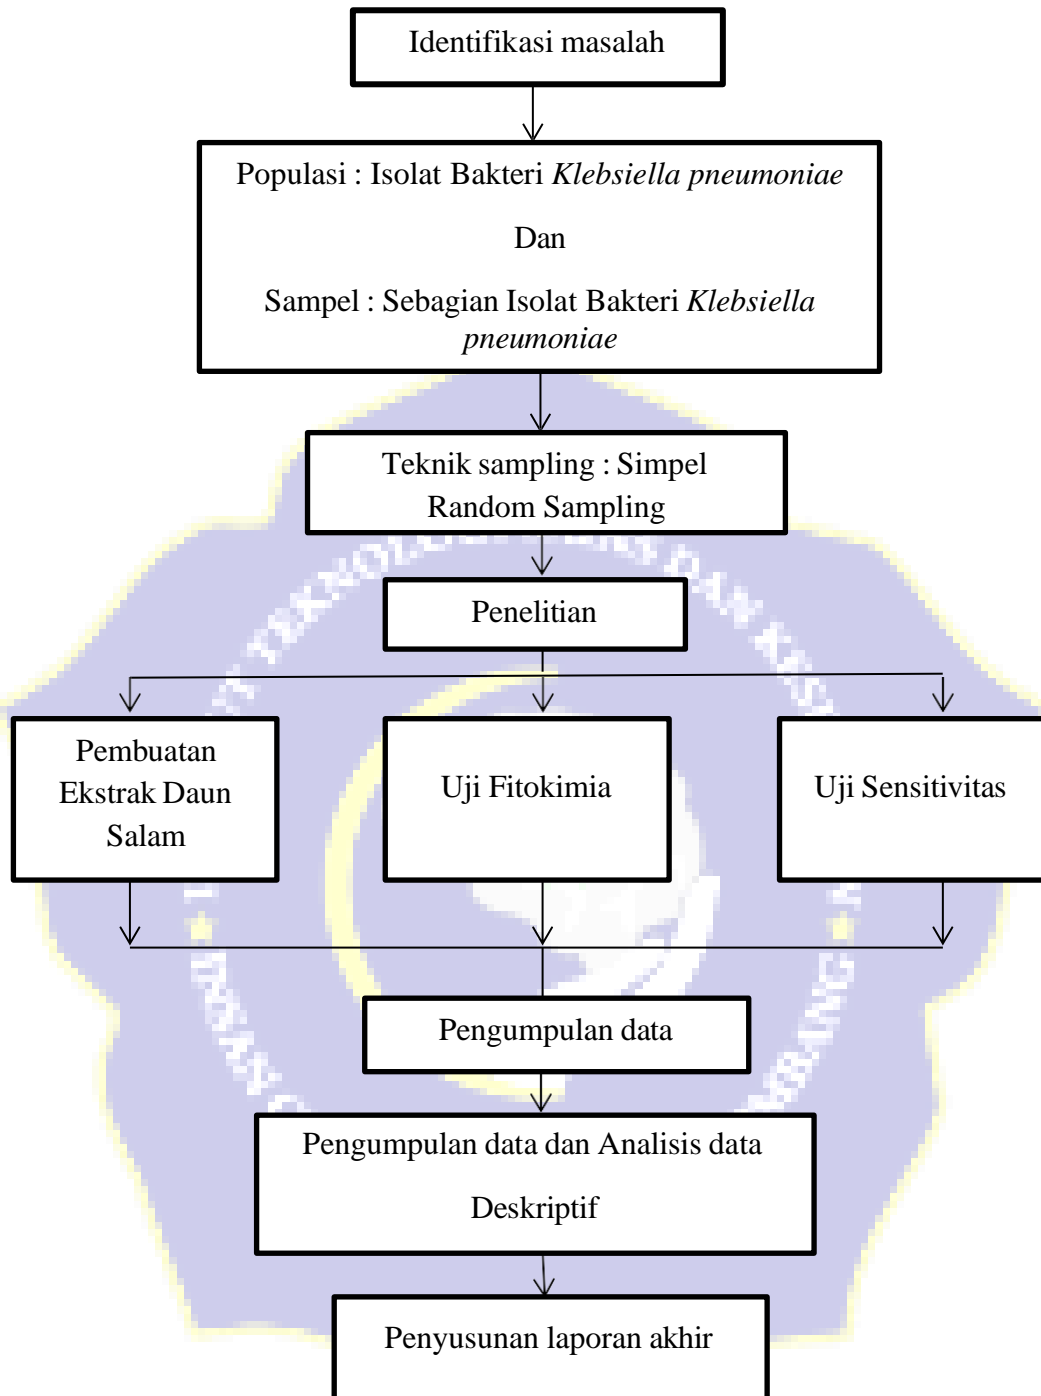 Identifikasi masalah
Populasi : Isolat Bakteri Klebsiella pneumoniae
Dan
Sampel : Sebagian Isolat Bakteri Klebsiella
pneumoniae
Teknik sampling : Simpel
Random Sampling
Penelitian
Pembuatan
Ekstrak Daun
Salam
Uji Fitokimia
Uji Sensitivitas
Pengumpulan data
Pengumpulan data dan Analisis data
Deskriptif
Penyusunan laporan akhir